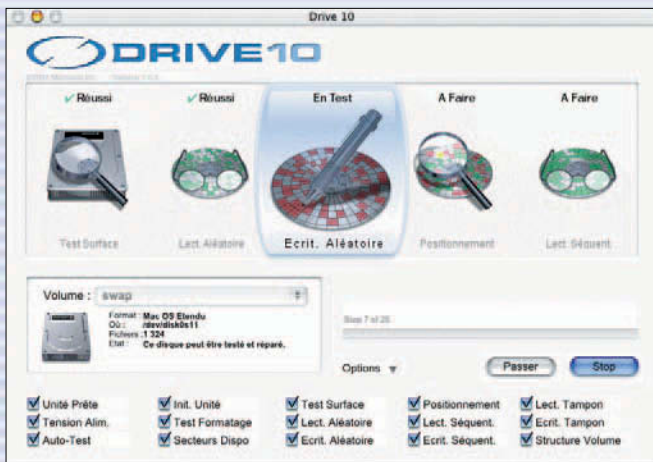 Drive 10
DRIVE10
✓Réussi
✓Réussi
En Test
A Faire
A Faire
Test Surface
Lect. Aléatoire
Ecrit. Aléatoire
Positionnement
Lect. Séquent.
Volume : swap
Format : Mac OS Etendu
Où : /dev/disk0s11
Fichiers : 1 324
Etat : Ce disque peut être testé et réparé.
Step 7 of 25
Options
Passer
Stop
Unité Prête
Init. Unité
Test Surface
Positionnement
Lect. Tampon
Tension Alim.
Test Formatage
Lect. Aléatoire
Lect. Séquent.
Ecrit. Tampon
Auto-Test
Secteurs Dispo
Ecrit. Aléatoire
Ecrit. Séquent.
Structure Volume